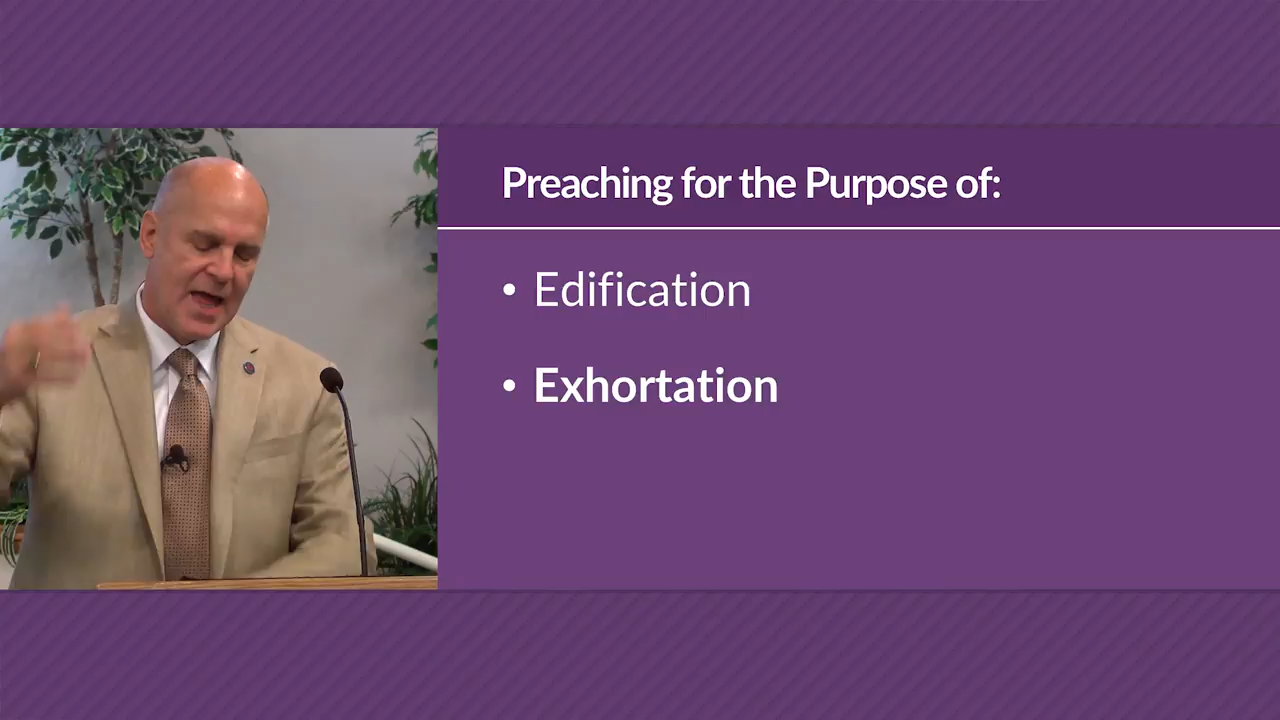 Preaching for the Purpose of:
• Edification
• Exhortation